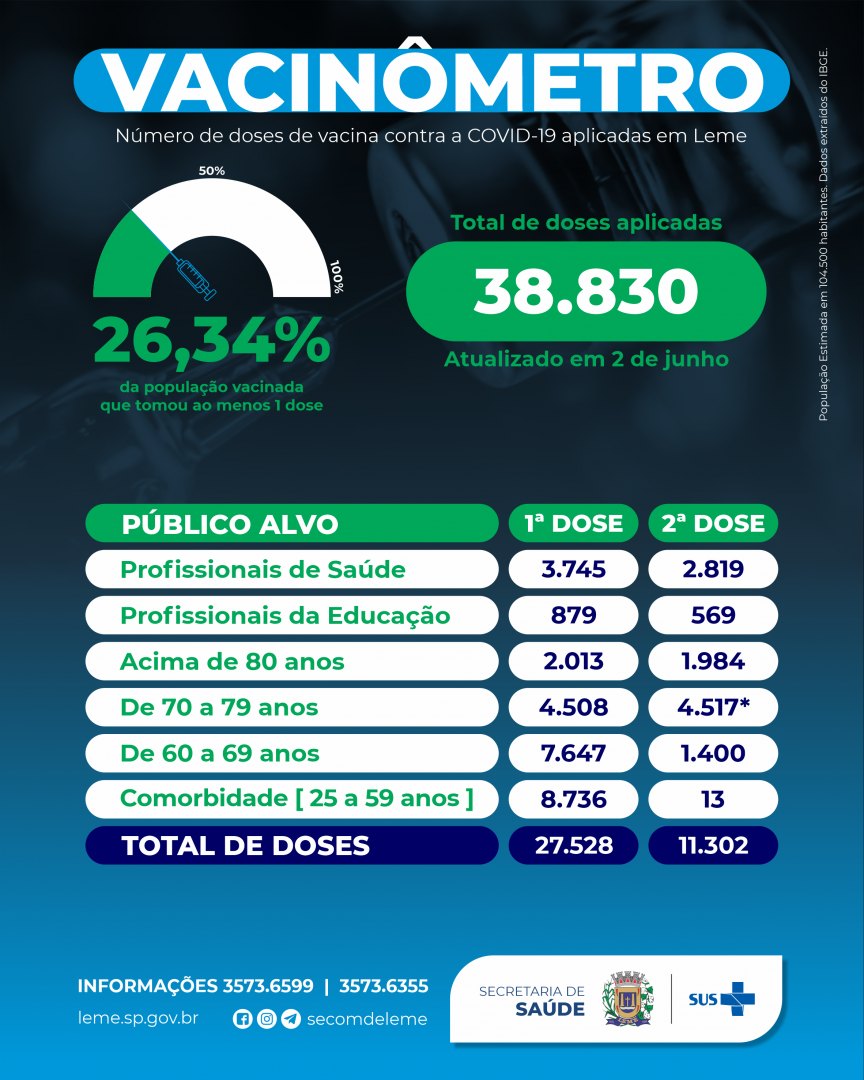 VACINÔMETRO
Número de doses de vacina contra a COVID-19 aplicadas em Leme
50%
100%
26,34%
da população vacinada
que tomou ao menos 1 dose
Total de doses aplicadas
38.830
Atualizado em 2 de junho
População Estimada em 104.500 habitantes. Dados extraídos do IBGE.
PÚBLICO ALVO 1ª DOSE 2ª DOSE
Profissionais de Saúde 3.745 2.819
Profissionais da Educação 879 569
Acima de 80 anos 2.013 1.984
De 70 a 79 anos 4.508 4.517*
De 60 a 69 anos 7.647 1.400
Comorbidade [ 25 a 59 anos ] 8.736 13
TOTAL DE DOSES 27.528 11.302
INFORMAÇÕES 3573.6599 | 3573.6355
leme.sp.gov.br secomdeleme
SECRETARIA DE
SAÚDE
SUS